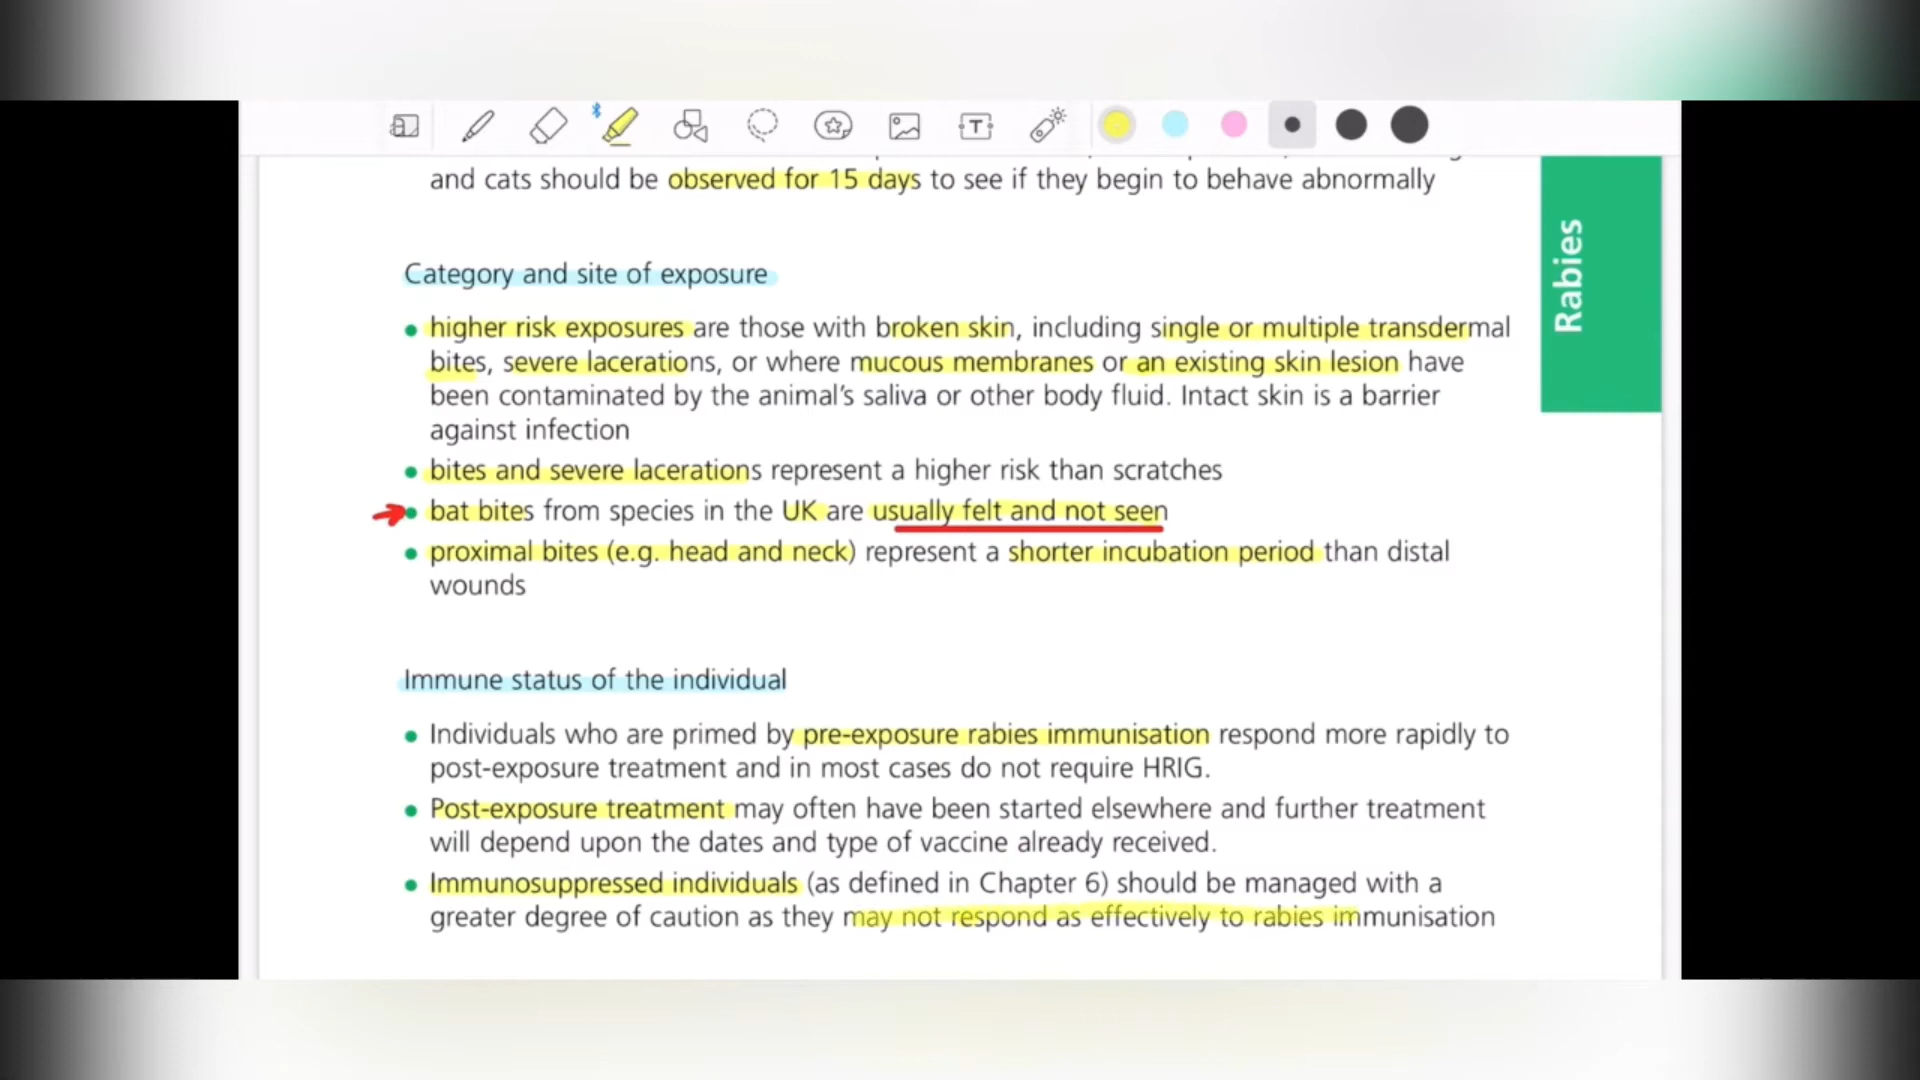 and cats should be observed for 15 days to see if they begin to behave abnormally
Rabies
Category and site of exposure
higher risk exposures are those with broken skin, including single or multiple transdermal
bites, severe lacerations, or where mucous membranes or an existing skin lesion have
been contaminated by the animal's saliva or other body fluid. Intact skin is a barrier
against infection
bites and severe lacerations represent a higher risk than scratches
bat bites from species in the UK are usually felt and not seen
proximal bites (e.g. head and neck) represent a shorter incubation period than distal
wounds
Immune status of the individual
Individuals who are primed by pre-exposure rabies immunisation respond more rapidly to
post-exposure treatment and in most cases do not require HRIG.
Post-exposure treatment may often have been started elsewhere and further treatment
will depend upon the dates and type of vaccine already received.
Immunosuppressed individuals (as defined in Chapter 6) should be managed with a
greater degree of caution as they may not respond as effectively to rabies immunisation